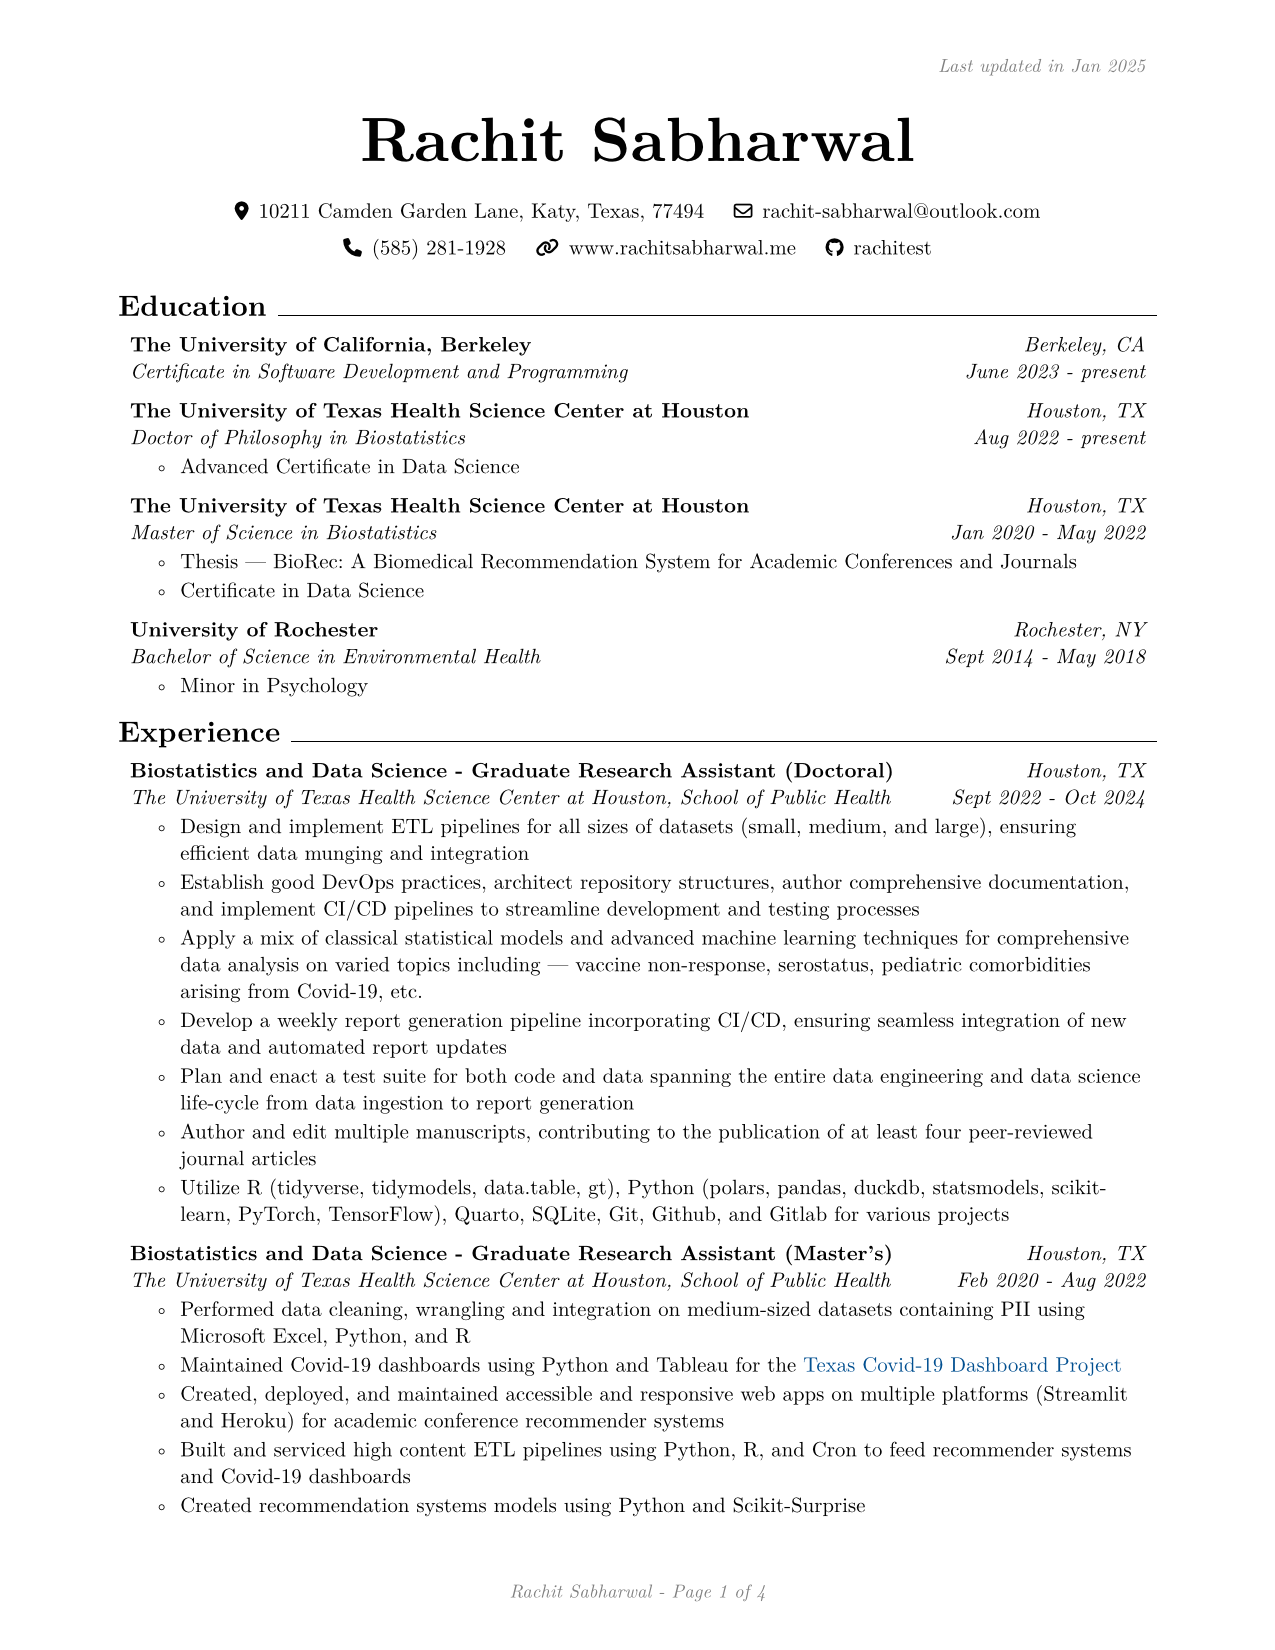 Last updated in Jan 2025
Rachit Sabharwal
10211 Camden Garden Lane, Katy, Texas, 77494 rachit-sabharwal@outlook.com
(585) 281-1928 www.rachitsabharwal.me rachitest
Education
The University of California, Berkeley Berkeley, CA
Certificate in Software Development and Programming June 2023 - present
The University of Texas Health Science Center at Houston Houston, TX
Doctor of Philosophy in Biostatistics Aug 2022 - present
◦ Advanced Certificate in Data Science
The University of Texas Health Science Center at Houston Houston, TX
Master of Science in Biostatistics Jan 2020 - May 2022
◦ Thesis — BioRec: A Biomedical Recommendation System for Academic Conferences and Journals
◦ Certificate in Data Science
University of Rochester Rochester, NY
Bachelor of Science in Environmental Health Sept 2014 - May 2018
◦ Minor in Psychology
Experience
Biostatistics and Data Science - Graduate Research Assistant (Doctoral) Houston, TX
The University of Texas Health Science Center at Houston, School of Public Health Sept 2022 - Oct 2024
◦ Design and implement ETL pipelines for all sizes of datasets (small, medium, and large), ensuring
efficient data munging and integration
◦ Establish good DevOps practices, architect repository structures, author comprehensive documentation,
and implement CI/CD pipelines to streamline development and testing processes
◦ Apply a mix of classical statistical models and advanced machine learning techniques for comprehensive
data analysis on varied topics including — vaccine non-response, serostatus, pediatric comorbidities
arising from Covid-19, etc.
◦ Develop a weekly report generation pipeline incorporating CI/CD, ensuring seamless integration of new
data and automated report updates
◦ Plan and enact a test suite for both code and data spanning the entire data engineering and data science
life-cycle from data ingestion to report generation
◦ Author and edit multiple manuscripts, contributing to the publication of at least four peer-reviewed
journal articles
◦ Utilize R (tidyverse, tidymodels, data.table, gt), Python (polars, pandas, duckdb, statsmodels, scikit-
learn, PyTorch, TensorFlow), Quarto, SQLite, Git, Github, and Gitlab for various projects
Biostatistics and Data Science - Graduate Research Assistant (Master's) Houston, TX
The University of Texas Health Science Center at Houston, School of Public Health Feb 2020 - Aug 2022
◦ Performed data cleaning, wrangling and integration on medium-sized datasets containing PII using
Microsoft Excel, Python, and R
◦ Maintained Covid-19 dashboards using Python and Tableau for the Texas Covid-19 Dashboard Project
◦ Created, deployed, and maintained accessible and responsive web apps on multiple platforms (Streamlit
and Heroku) for academic conference recommender systems
◦ Built and serviced high content ETL pipelines using Python, R, and Cron to feed recommender systems
and Covid-19 dashboards
◦ Created recommendation systems models using Python and Scikit-Surprise
Rachit Sabharwal - Page 1 of 4